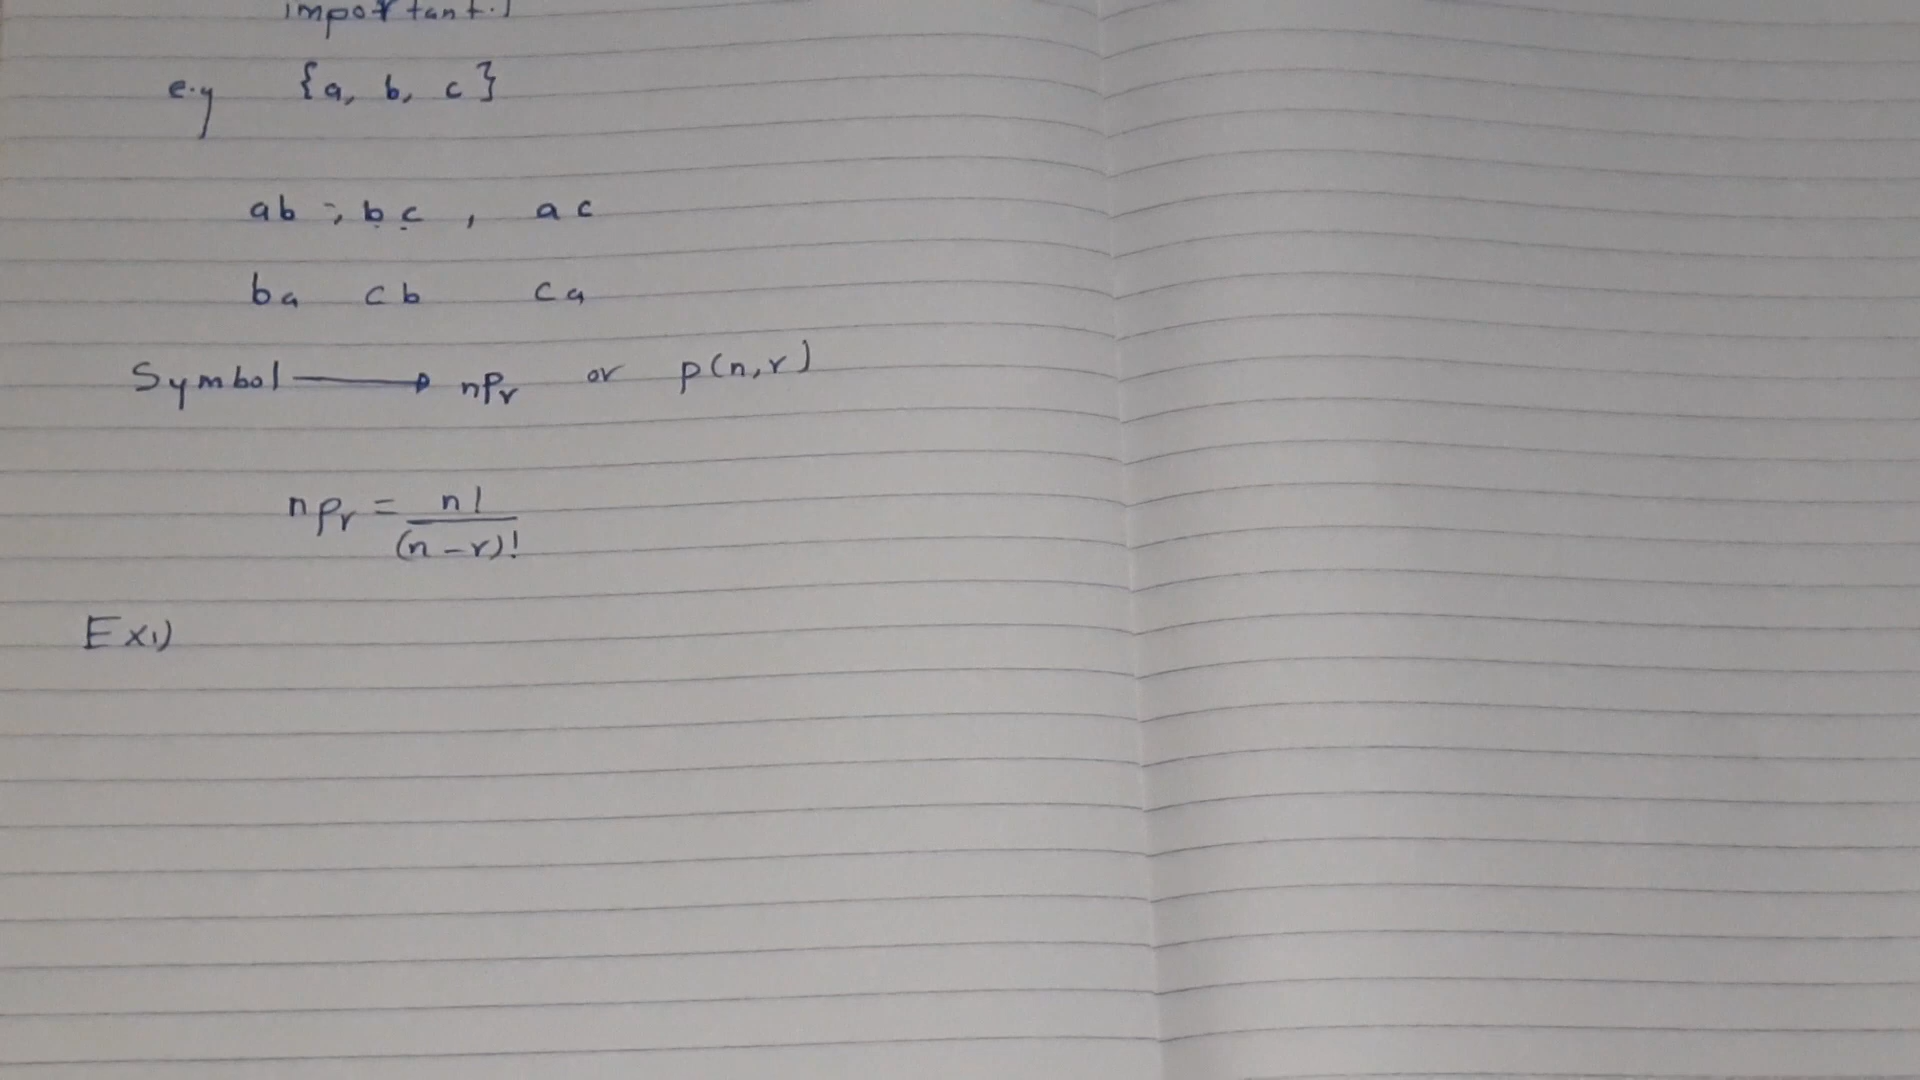 important.]
e.g {a, b, c}
ab, bc, ac
ba cb ca
Symbol → nPr or p(n,r)
nPr = n!
(n-r)!
Ex1)